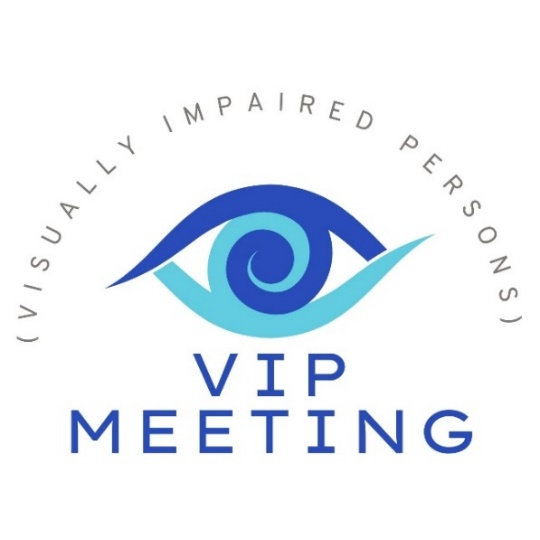 (VISUALLY IMPAIRED PERSONS)
VIP
MEETING